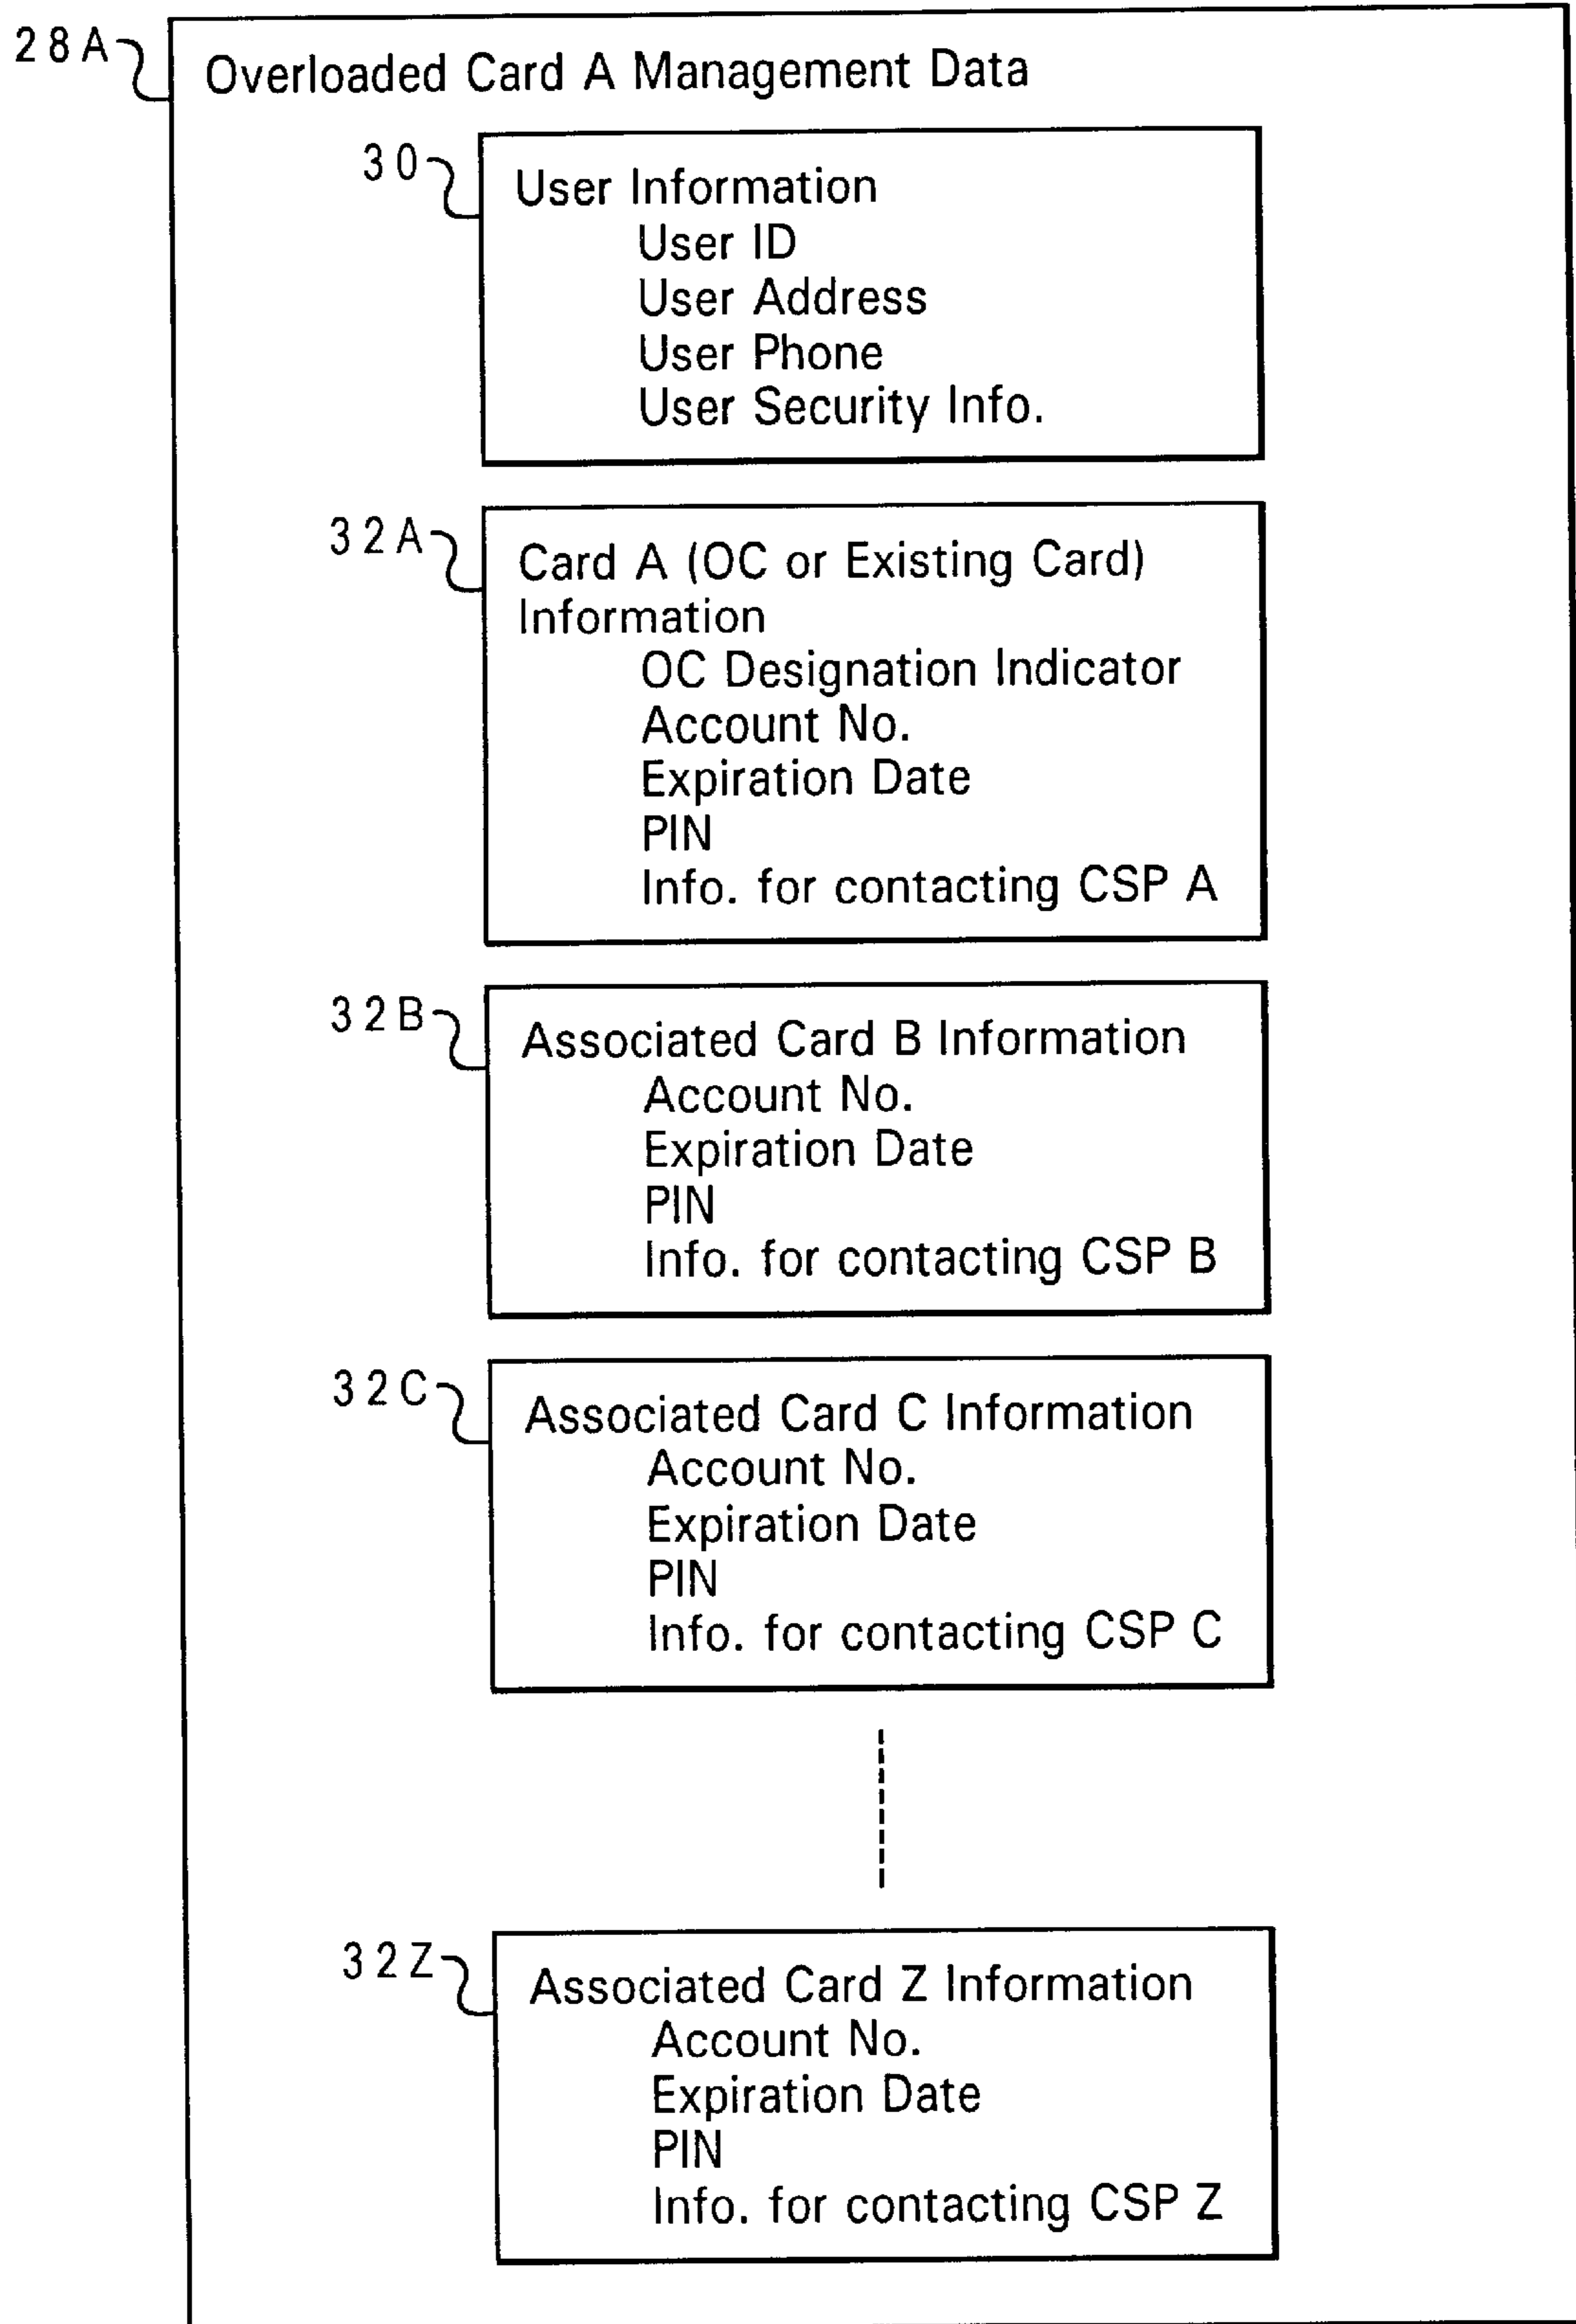 28A
Overloaded Card A Management Data
30
User Information
User ID
User Address
User Phone
User Security Info.
32A
Card A (OC or Existing Card)
Information
OC Designation Indicator
Account No.
Expiration Date
PIN
Info. for contacting CSP A
32B
Associated Card B Information
Account No.
Expiration Date
PIN
Info. for contacting CSP B
32C
Associated Card C Information
Account No.
Expiration Date
PIN
Info. for contacting CSP C
32Z
Associated Card Z Information
Account No.
Expiration Date
PIN
Info. for contacting CSP Z